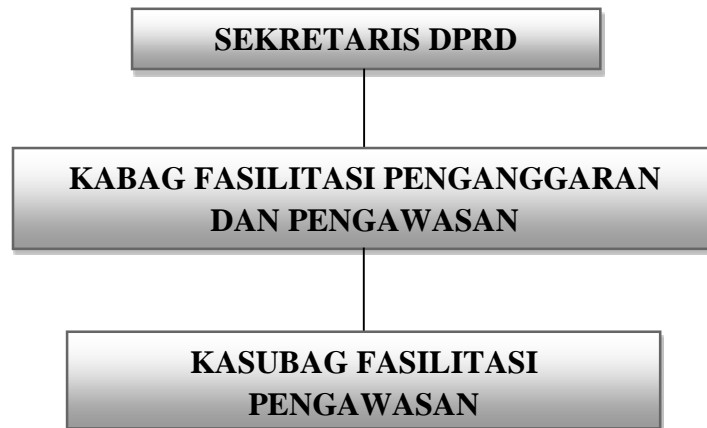 SEKRETARIS DPRD
KABAG FASILITASI PENGANGGARAN
DAN PENGAWASAN
KASUBAG FASILITASI
PENGAWASAN